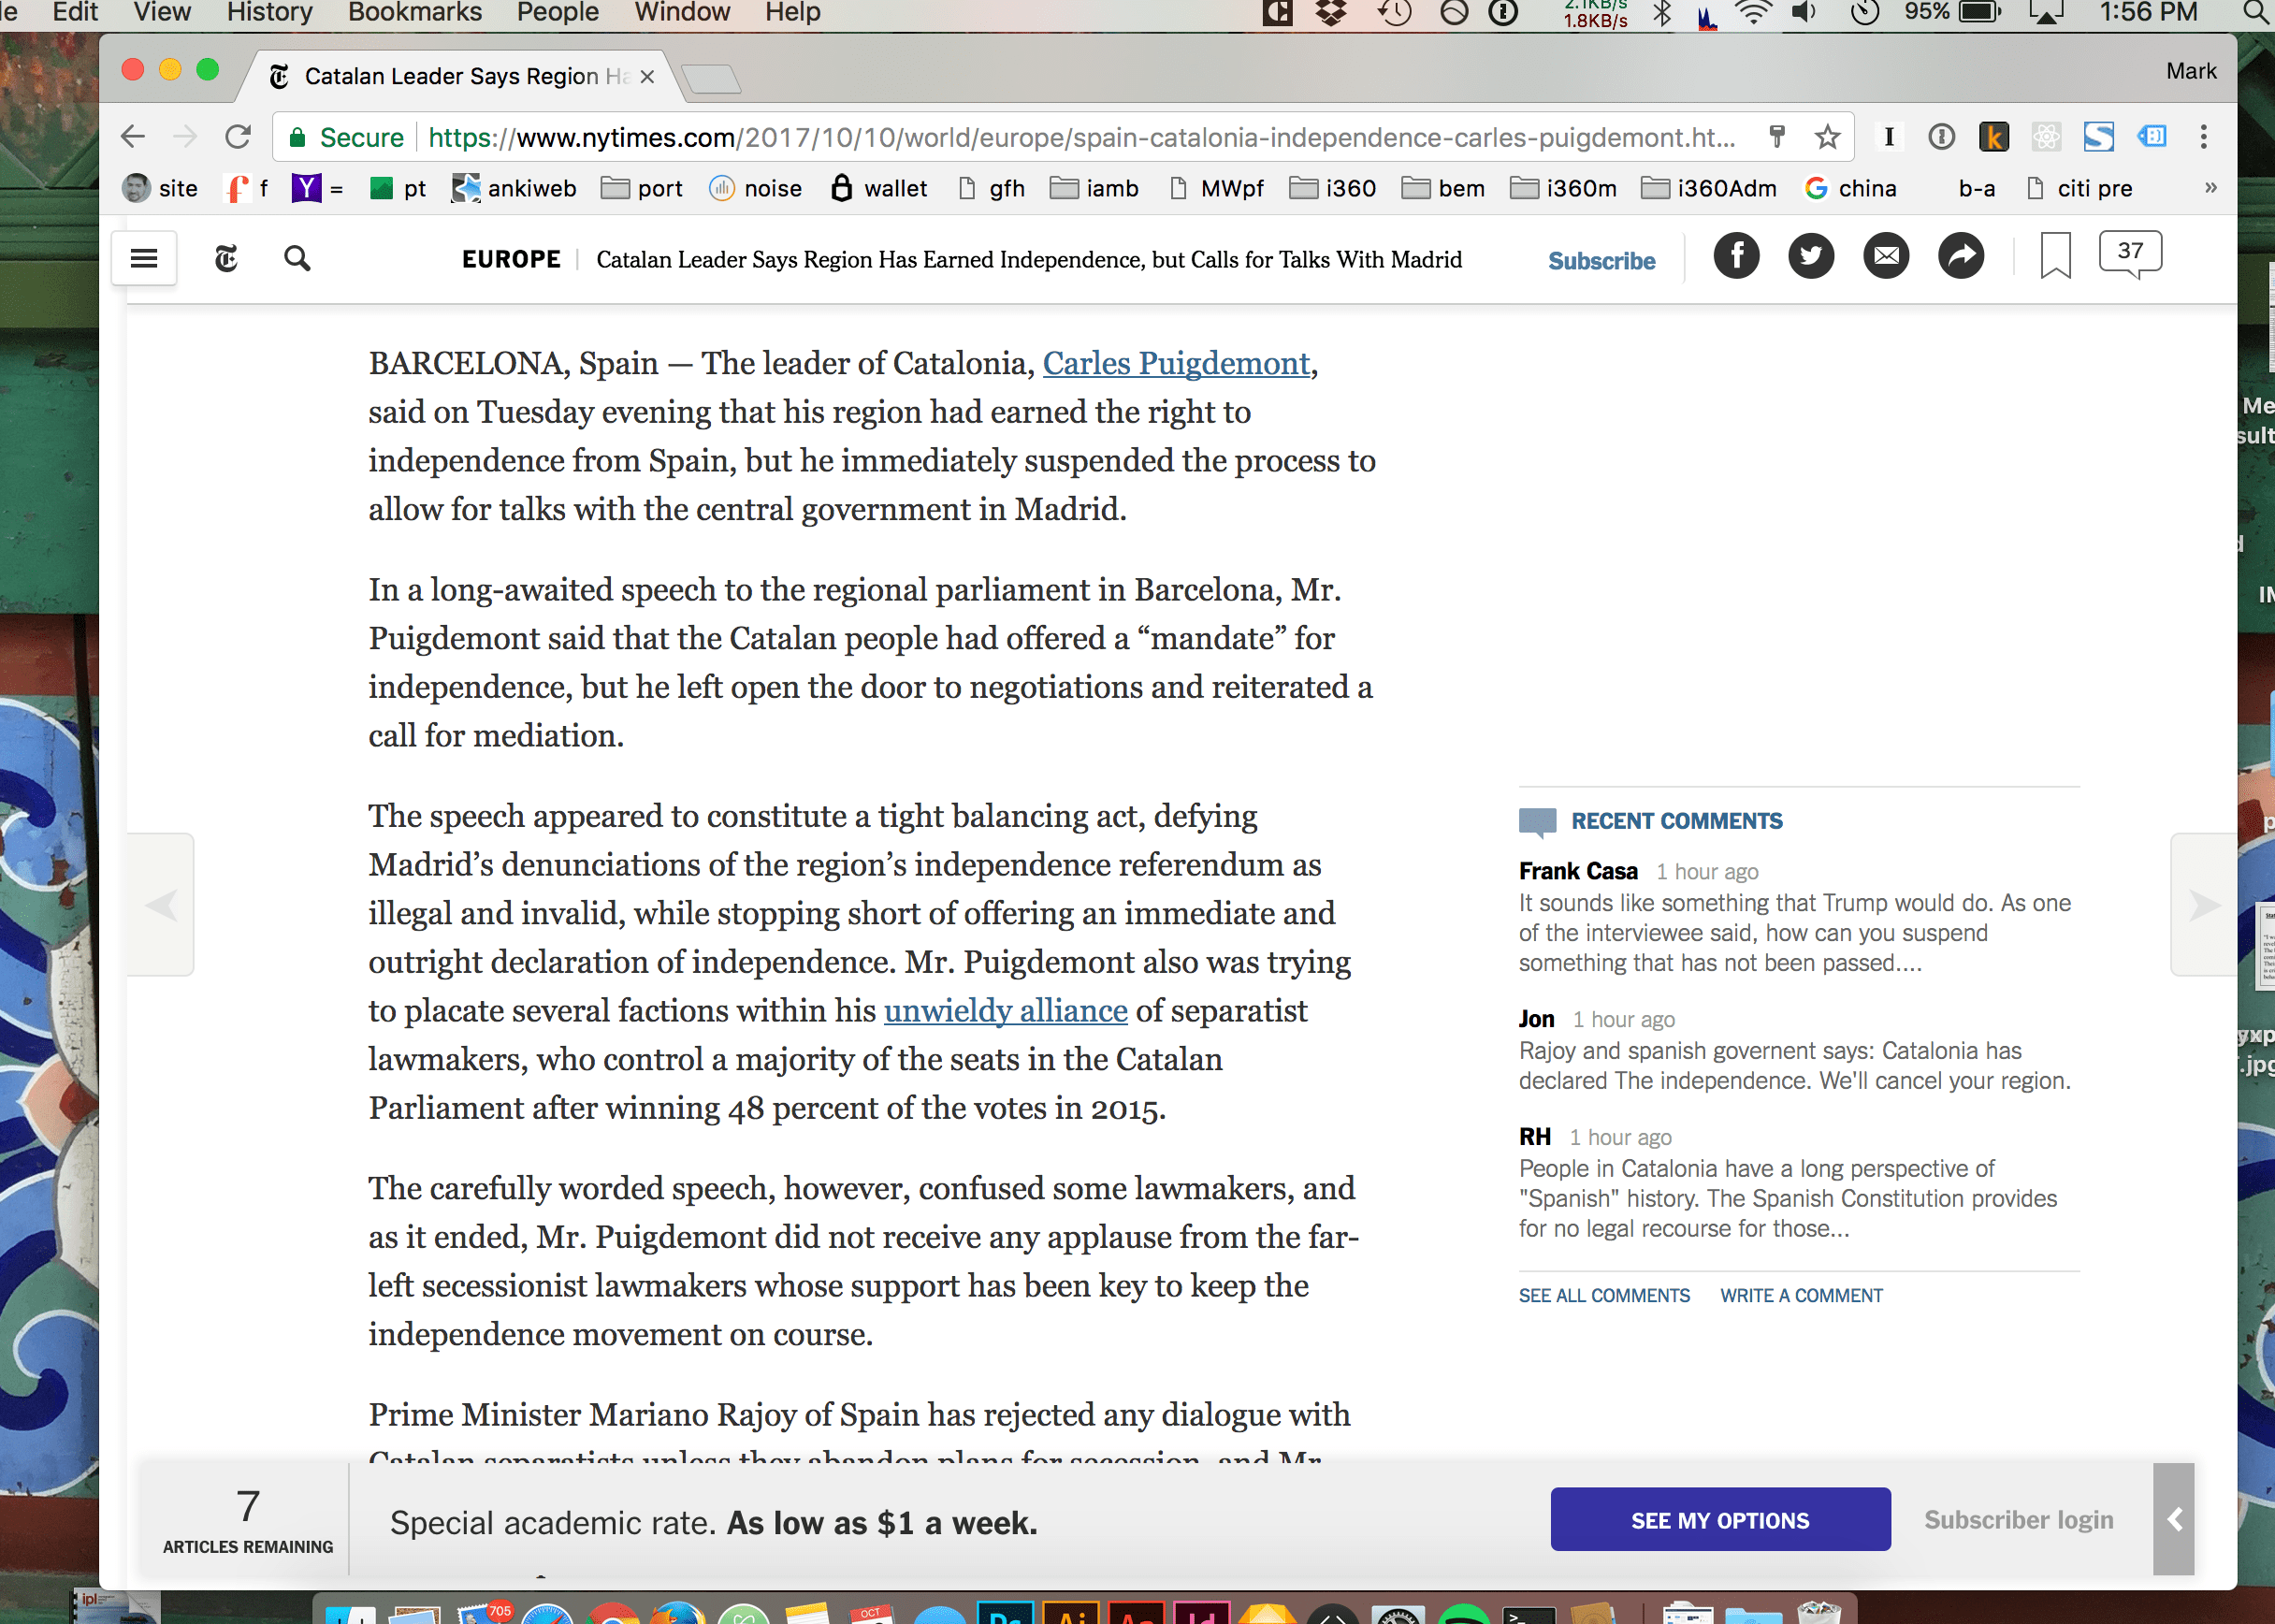 Edit View History Bookmarks People Window Help 2.1KB/s 1.8KB/s 95% 1:56 PM
Catalan Leader Says Region Ha
Mark
Secure https://www.nytimes.com/2017/10/10/world/europe/spain-catalonia-independence-carles-puigdemont.ht...
site f = pt ankiweb port noise wallet gfh iamb MWpf i360 bem i360m i360Adm china b-a citi pre »
EUROPE Catalan Leader Says Region Has Earned Independence, but Calls for Talks With Madrid Subscribe 37
BARCELONA, Spain — The leader of Catalonia, Carles Puigdemont,
said on Tuesday evening that his region had earned the right to
independence from Spain, but he immediately suspended the process to
allow for talks with the central government in Madrid.
In a long-awaited speech to the regional parliament in Barcelona, Mr.
Puigdemont said that the Catalan people had offered a “mandate” for
independence, but he left open the door to negotiations and reiterated a
call for mediation.
The speech appeared to constitute a tight balancing act, defying
Madrid’s denunciations of the region’s independence referendum as
illegal and invalid, while stopping short of offering an immediate and
outright declaration of independence. Mr. Puigdemont also was trying
to placate several factions within his unwieldy alliance of separatist
lawmakers, who control a majority of the seats in the Catalan
Parliament after winning 48 percent of the votes in 2015.
The carefully worded speech, however, confused some lawmakers, and
as it ended, Mr. Puigdemont did not receive any applause from the far-
left secessionist lawmakers whose support has been key to keep the
independence movement on course.
Prime Minister Mariano Rajoy of Spain has rejected any dialogue with
Catalan separatists unless they abandon plans for secession, and Mr.
RECENT COMMENTS
Frank Casa 1 hour ago
It sounds like something that Trump would do. As one
of the interviewee said, how can you suspend
something that has not been passed....
Jon 1 hour ago
Rajoy and spanish governent says: Catalonia has
declared The independence. We'll cancel your region.
RH 1 hour ago
People in Catalonia have a long perspective of
"Spanish" history. The Spanish Constitution provides
for no legal recourse for those...
SEE ALL COMMENTS WRITE A COMMENT
7
ARTICLES REMAINING
Special academic rate. As low as $1 a week.
SEE MY OPTIONS
Subscriber login
ipl
705
OCT